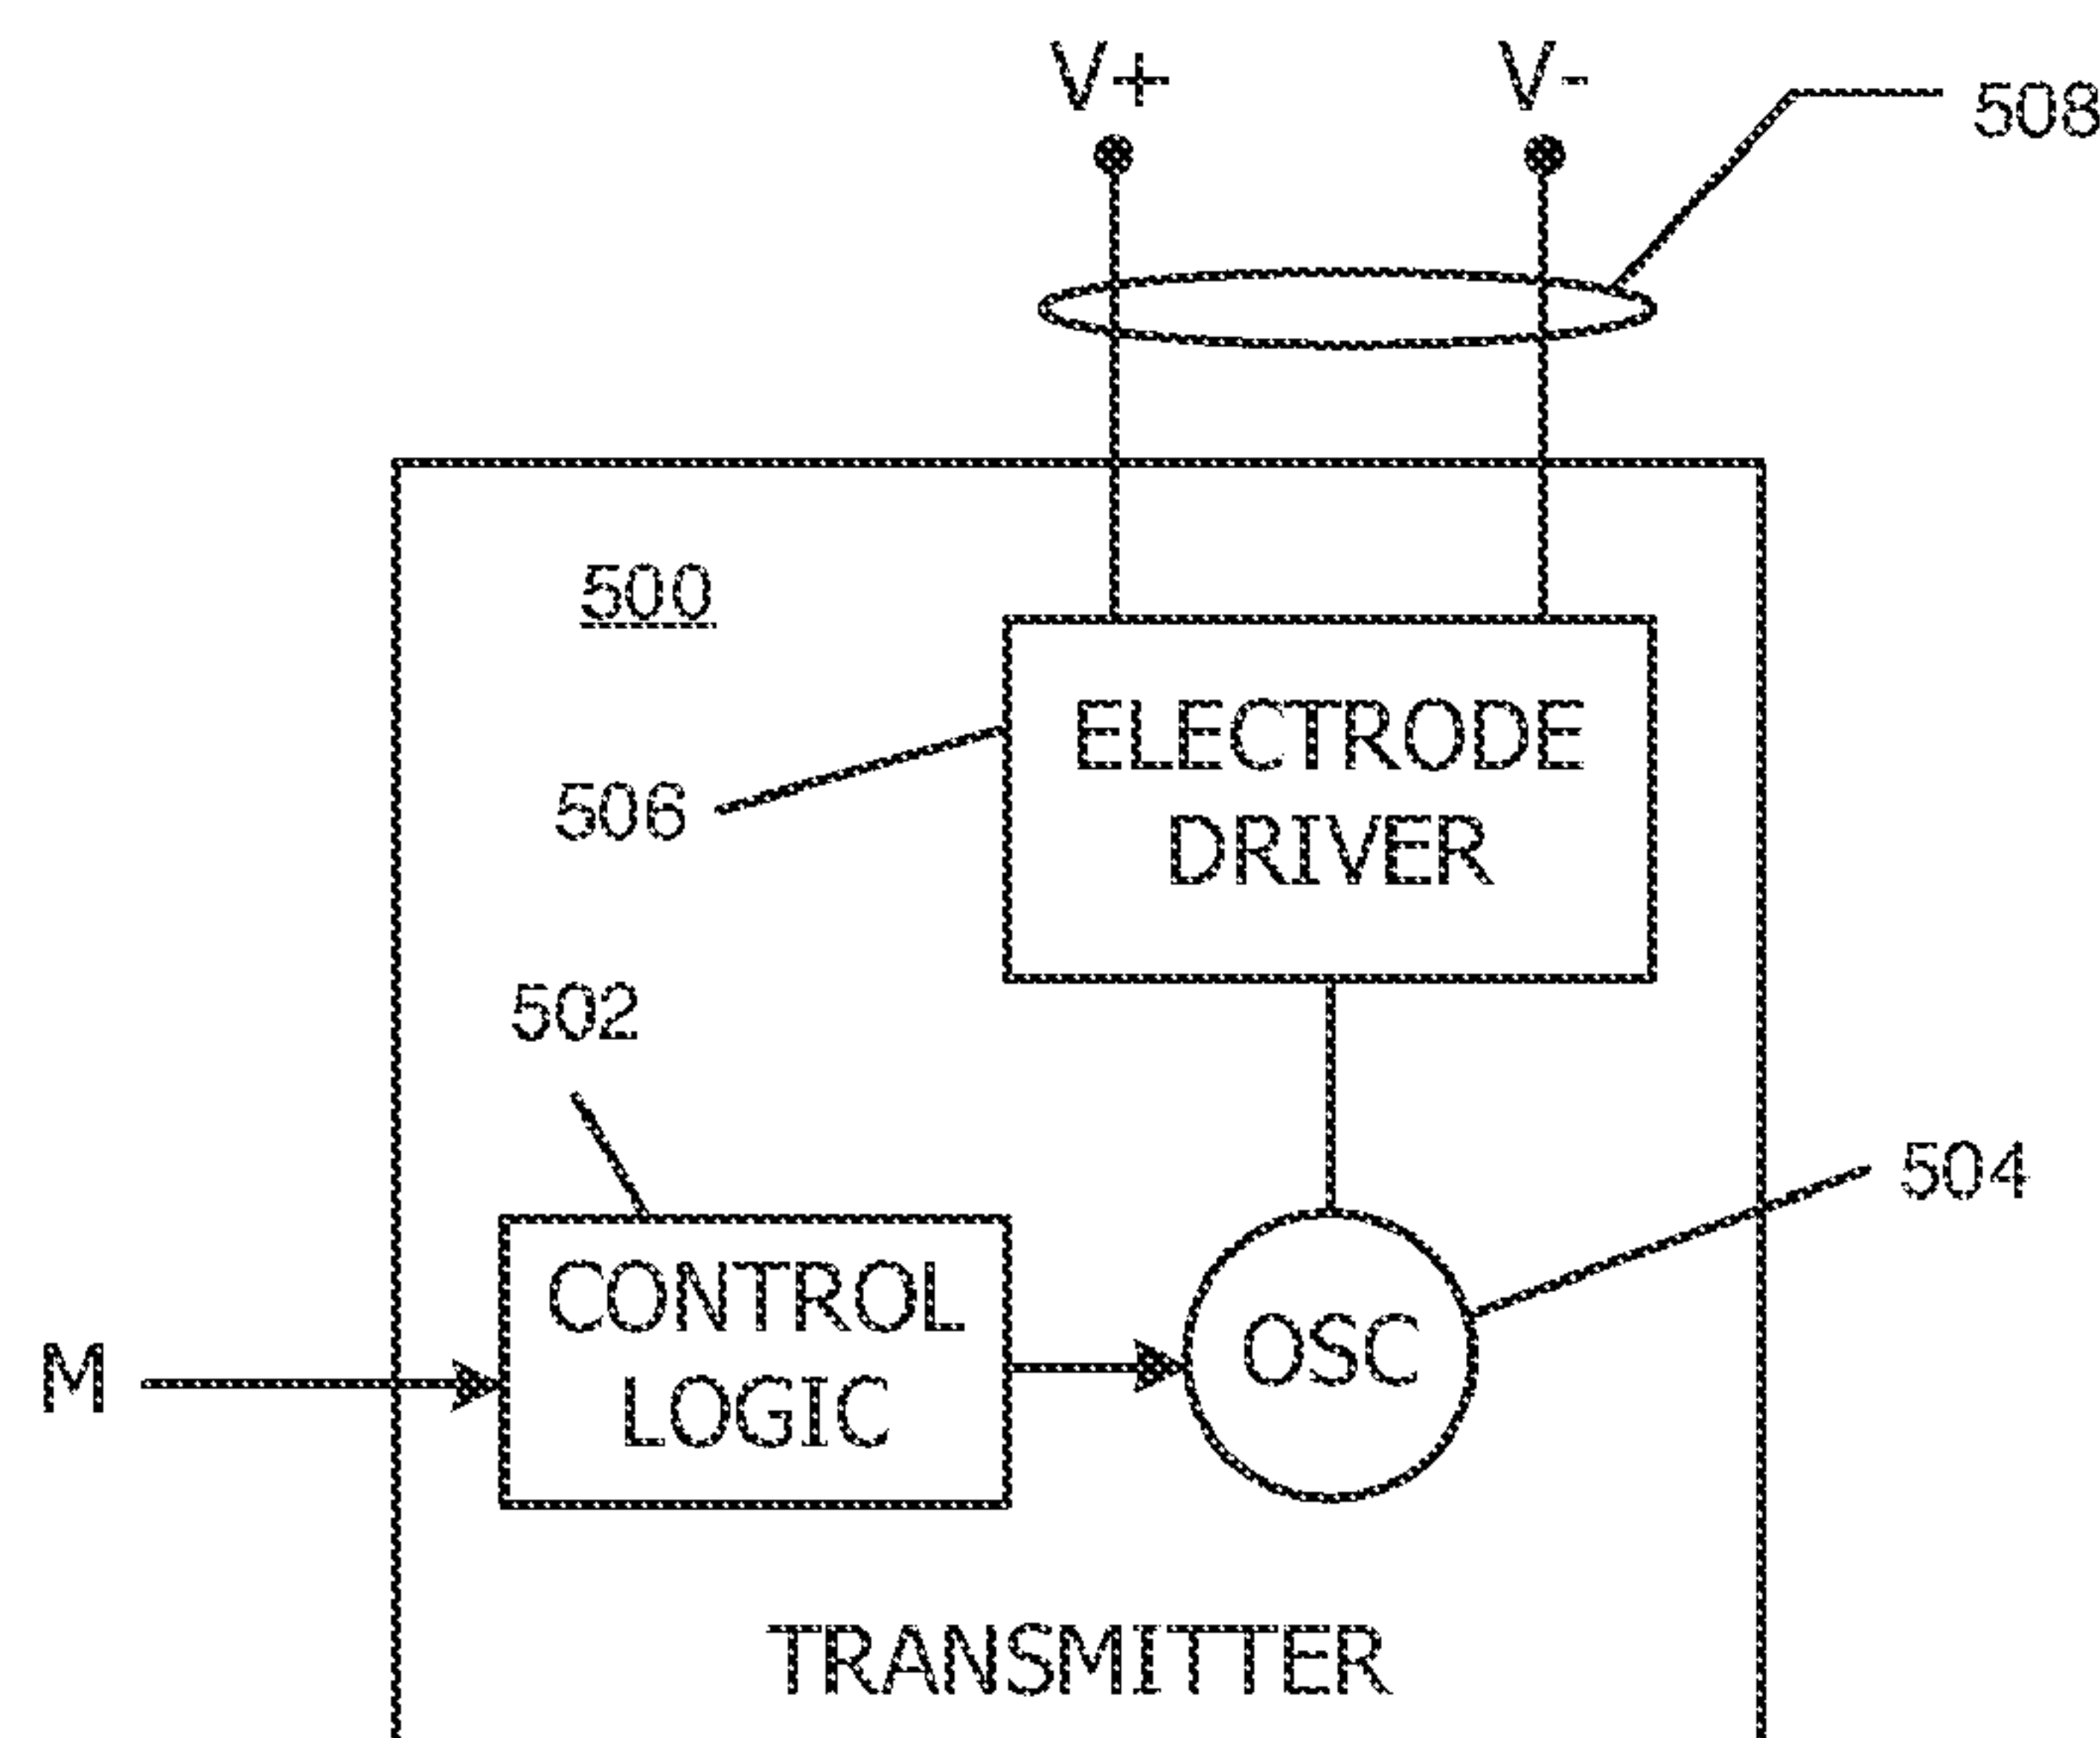 V+
V-
508
500
ELECTRODE
DRIVER
506
502
504
CONTROL
LOGIC
OSC
M
TRANSMITTER